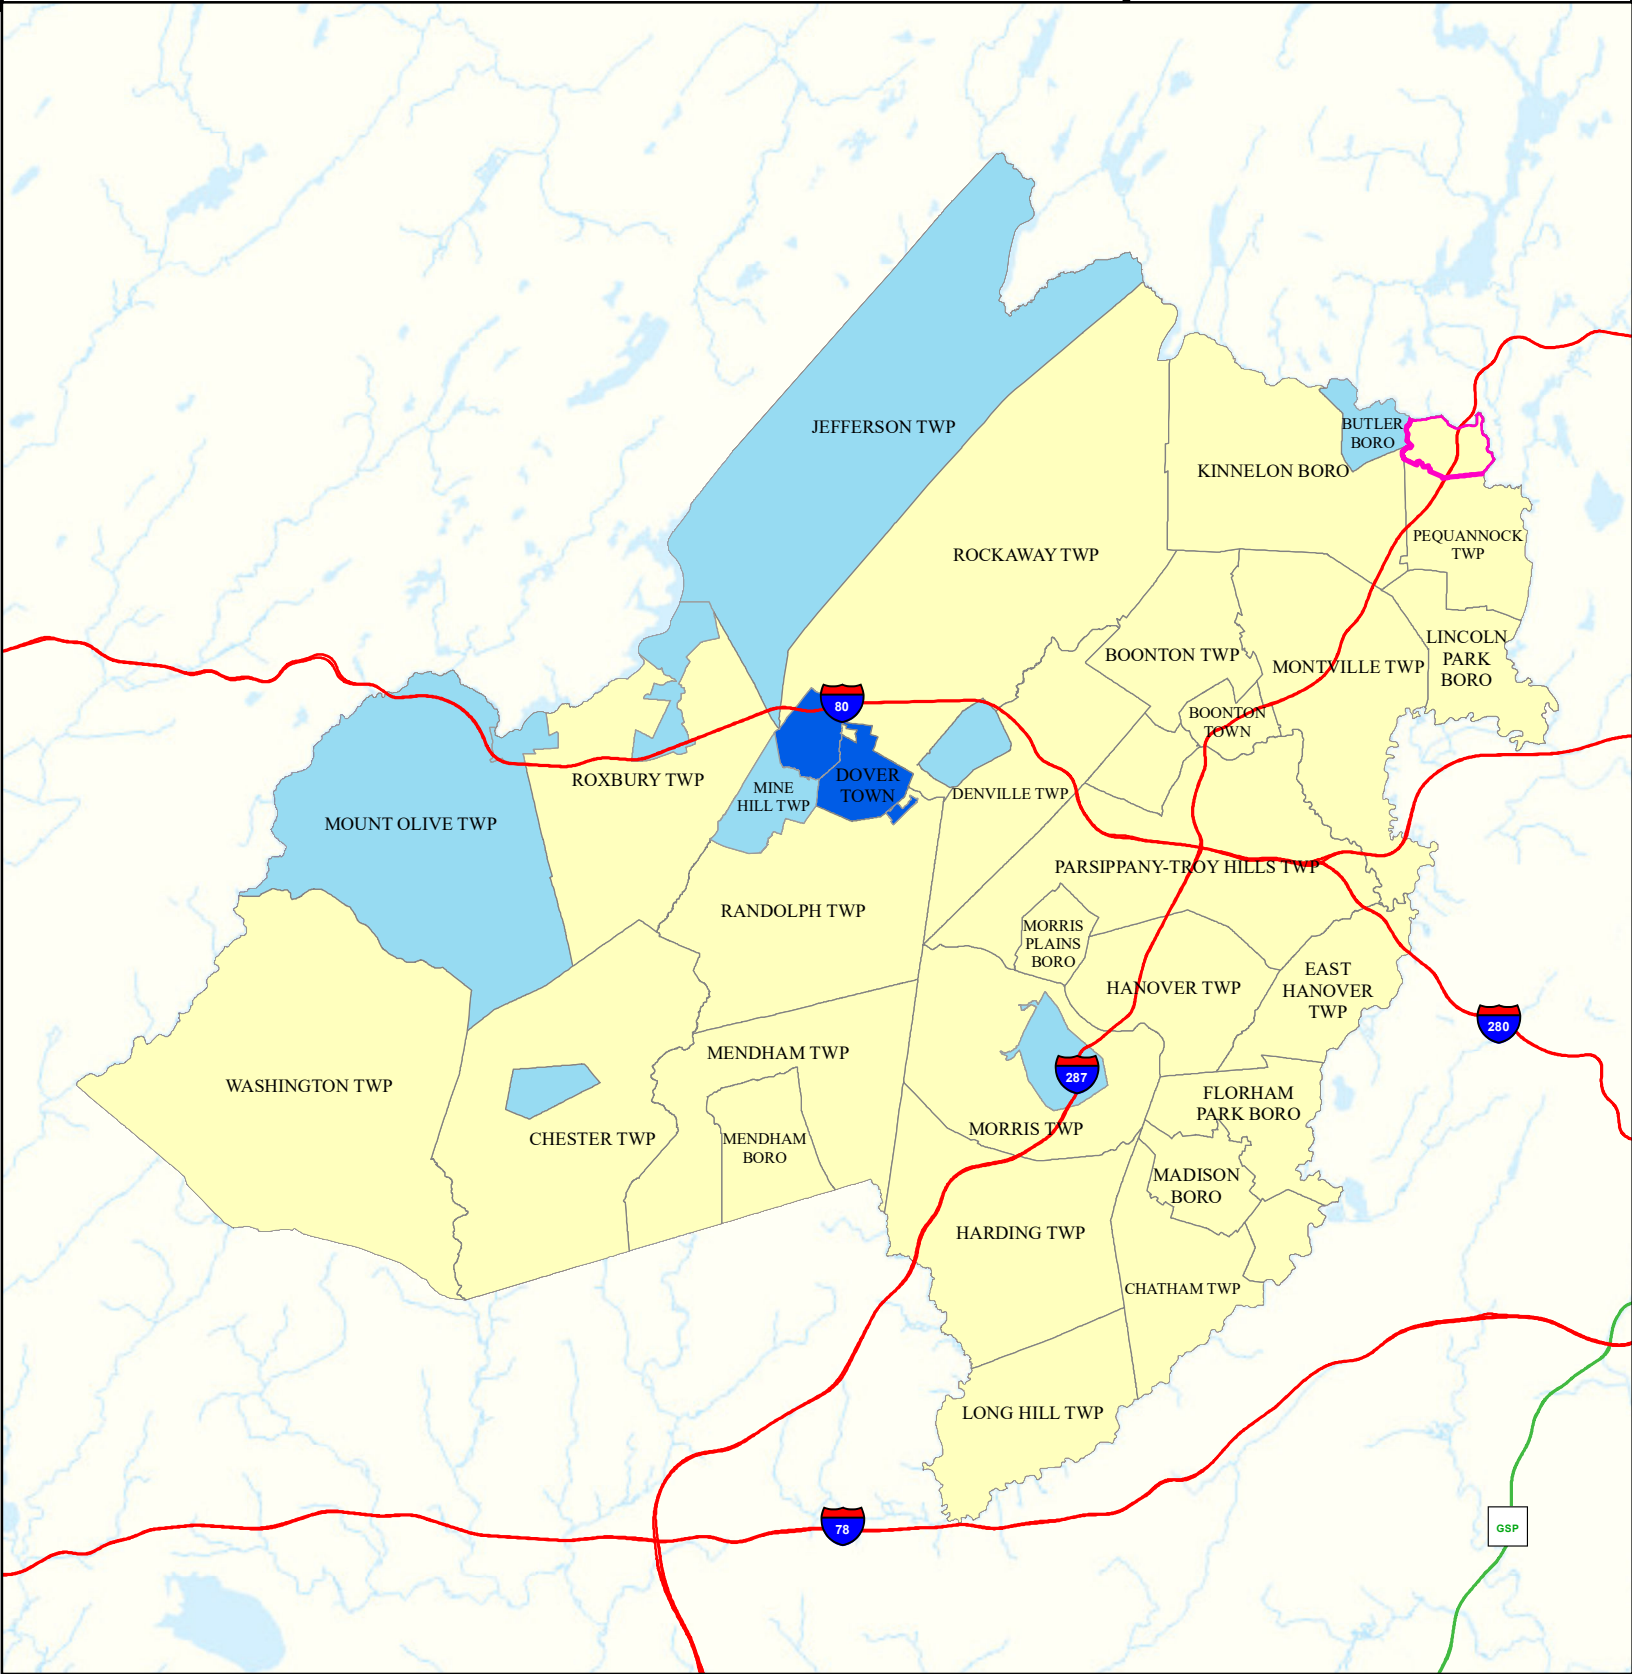 JEFFERSON TWP
BUTLER
BORO
KINNELON BORO
PEQUANNOCK
TWP
ROCKAWAY TWP
LINCOLN
PARK
BORO
BOONTON TWP
MONTVILLE TWP
80
BOONTON
TOWN
ROXBURY TWP
MINE
HILL TWP
DOVER
TOWN
DENVILLE TWP
MOUNT OLIVE TWP
PARSIPPANY-TROY HILLS TWP
RANDOLPH TWP
MORRIS
PLAINS
BORO
EAST
HANOVER
TWP
HANOVER TWP
280
MENDHAM TWP
287
WASHINGTON TWP
FLORHAM
PARK BORO
CHESTER TWP
MENDHAM
BORO
MORRIS TWP
MADISON
BORO
HARDING TWP
CHATHAM TWP
LONG HILL TWP
78
GSP